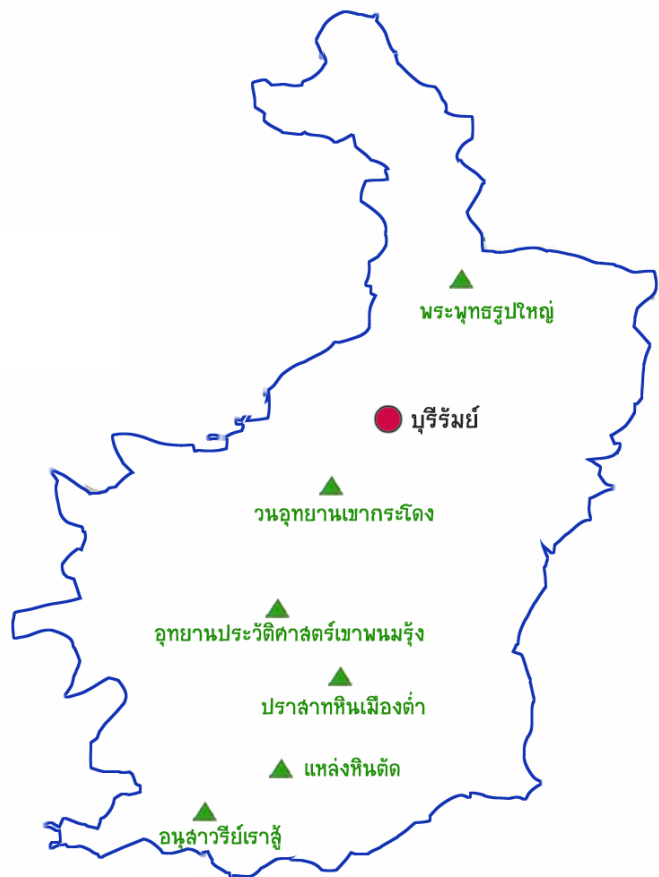 พระพุทธรูปใหญ่
บุรีรัมย์
วนอุทยานเขากระโดง
อุทยานประวัติศาสตร์เขาพนมรุ้ง
ปราสาทหินเมืองต่ำ
แหล่งหินตัด
อนุสาวรีย์เราสู้